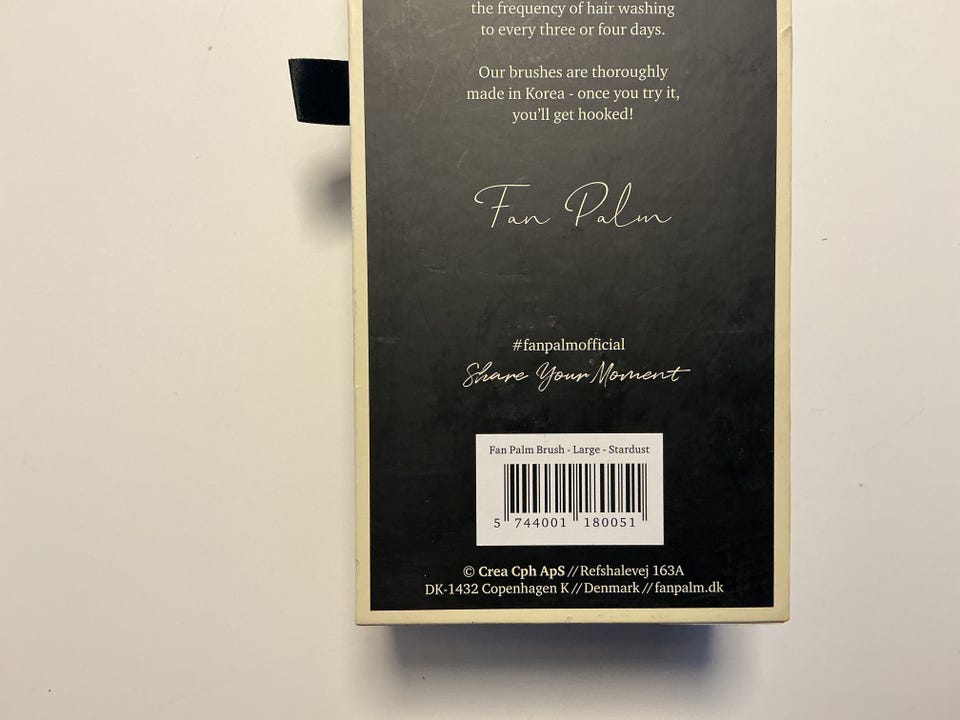 the frequency of hair washing
to every three or four days.
Our brushes are thoroughly
made in Korea - once you try it,
you'll get hooked!
Fan Palm
#fanpalmofficial
Share Your Moment
Fan Palm Brush - Large - Stardust
5 744001 180051
© Crea Cph ApS // Refshalevej 163A
DK-1432 Copenhagen K // Denmark // fanpalm.dk